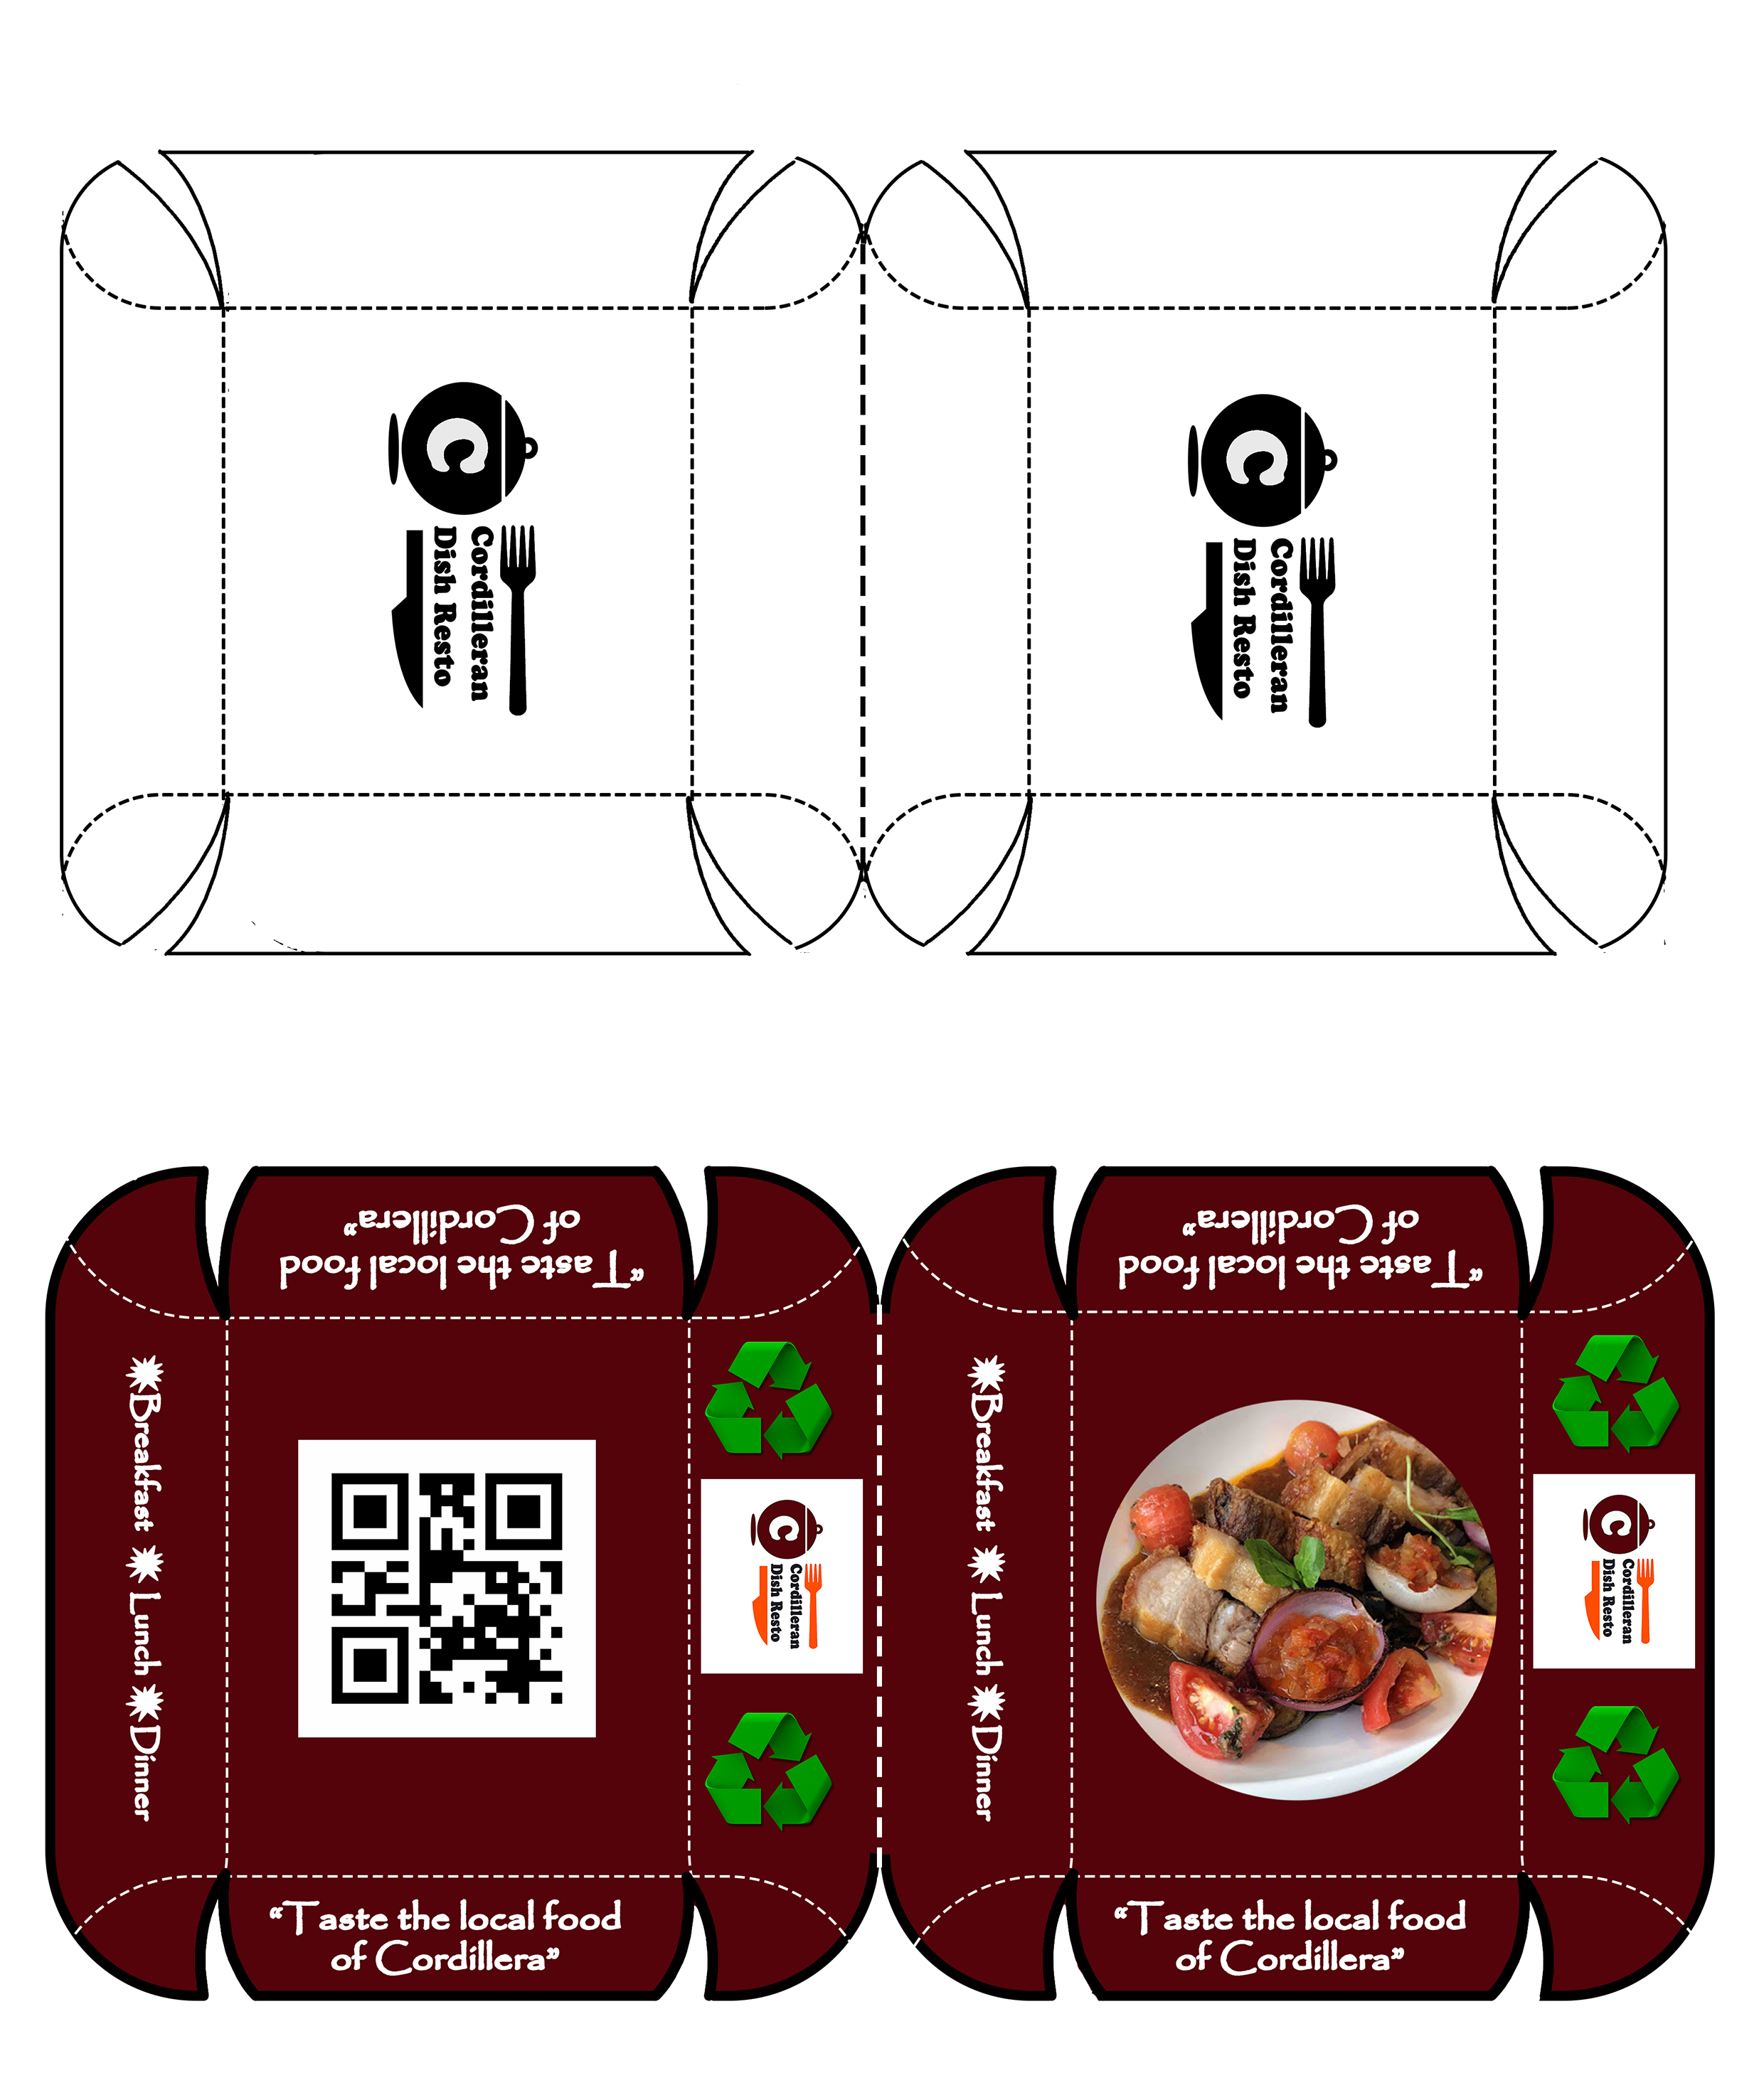 C
Cordilleran
Dish Resto
C
Cordilleran
Dish Resto
“Taste the local food
of Cordillera”
“Taste the local food
of Cordillera”
Breakfast Lunch Dinner
C
Cordilleran
Dish Resto
Breakfast Lunch Dinner
C
Cordilleran
Dish Resto
“Taste the local food
of Cordillera”
“Taste the local food
of Cordillera”